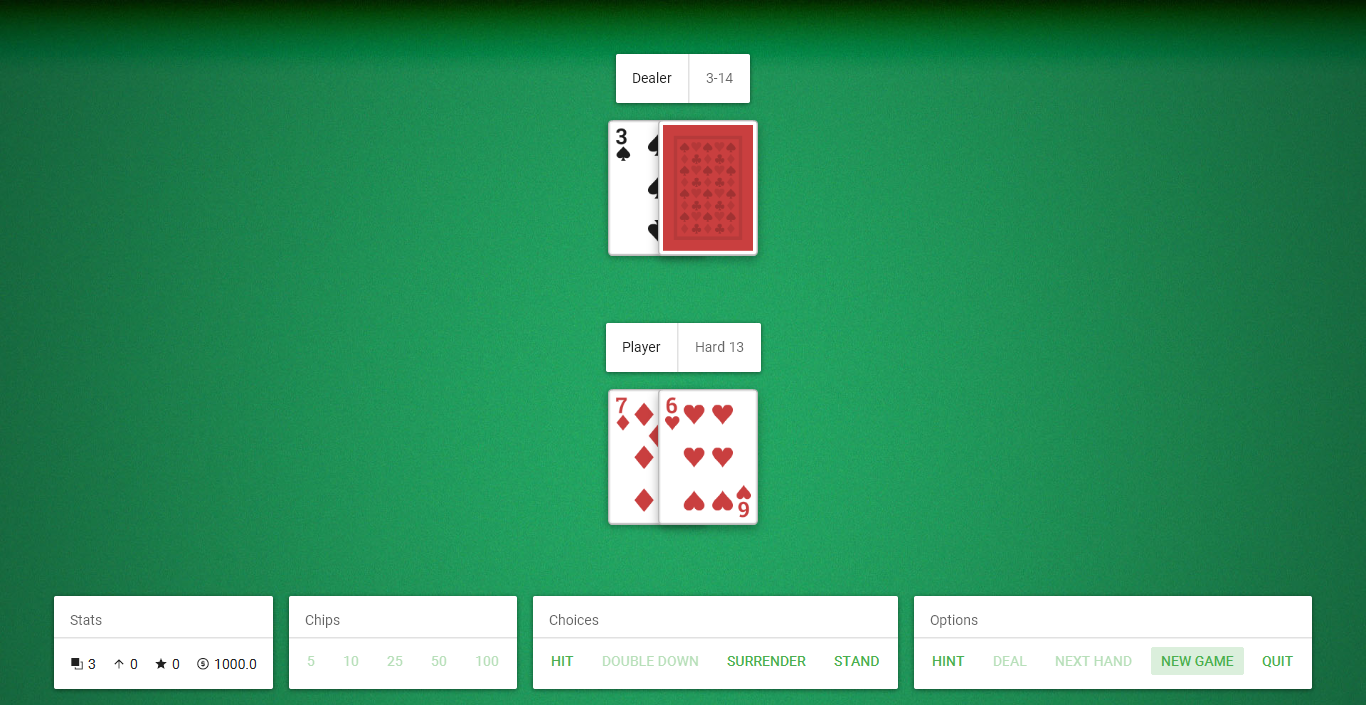 Dealer 3-14
3
Player Hard 13
7 6
6
Stats
3 0 0 1000.0
Chips
5 10 25 50 100
Choices
HIT DOUBLE DOWN SURRENDER STAND
Options
HINT DEAL NEXT HAND NEW GAME QUIT